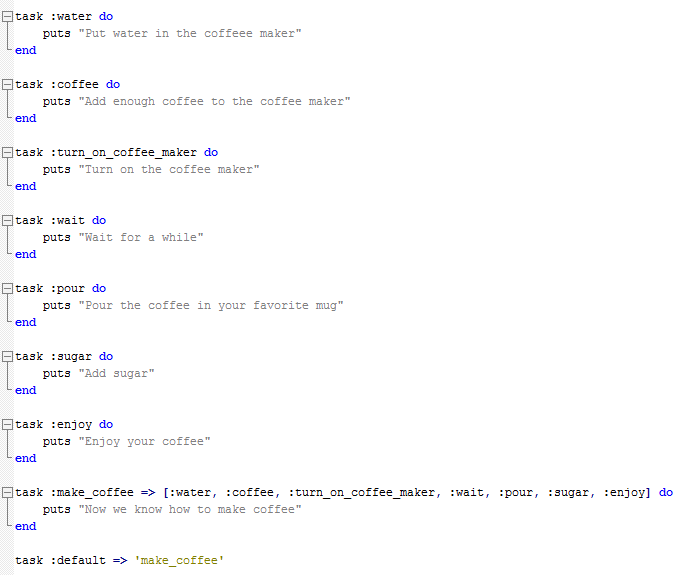 task :water do
    puts "Put water in the coffeee maker"
end

task :coffee do
    puts "Add enough coffee to the coffee maker"
end

task :turn_on_coffee_maker do
    puts "Turn on the coffee maker"
end

task :wait do
    puts "Wait for a while"
end

task :pour do
    puts "Pour the coffee in your favorite mug"
end

task :sugar do
    puts "Add sugar"
end

task :enjoy do
    puts "Enjoy your coffee"
end

task :make_coffee => [:water, :coffee, :turn_on_coffee_maker, :wait, :pour, :sugar, :enjoy] do
    puts "Now we know how to make coffee"
end

task :default => 'make_coffee'